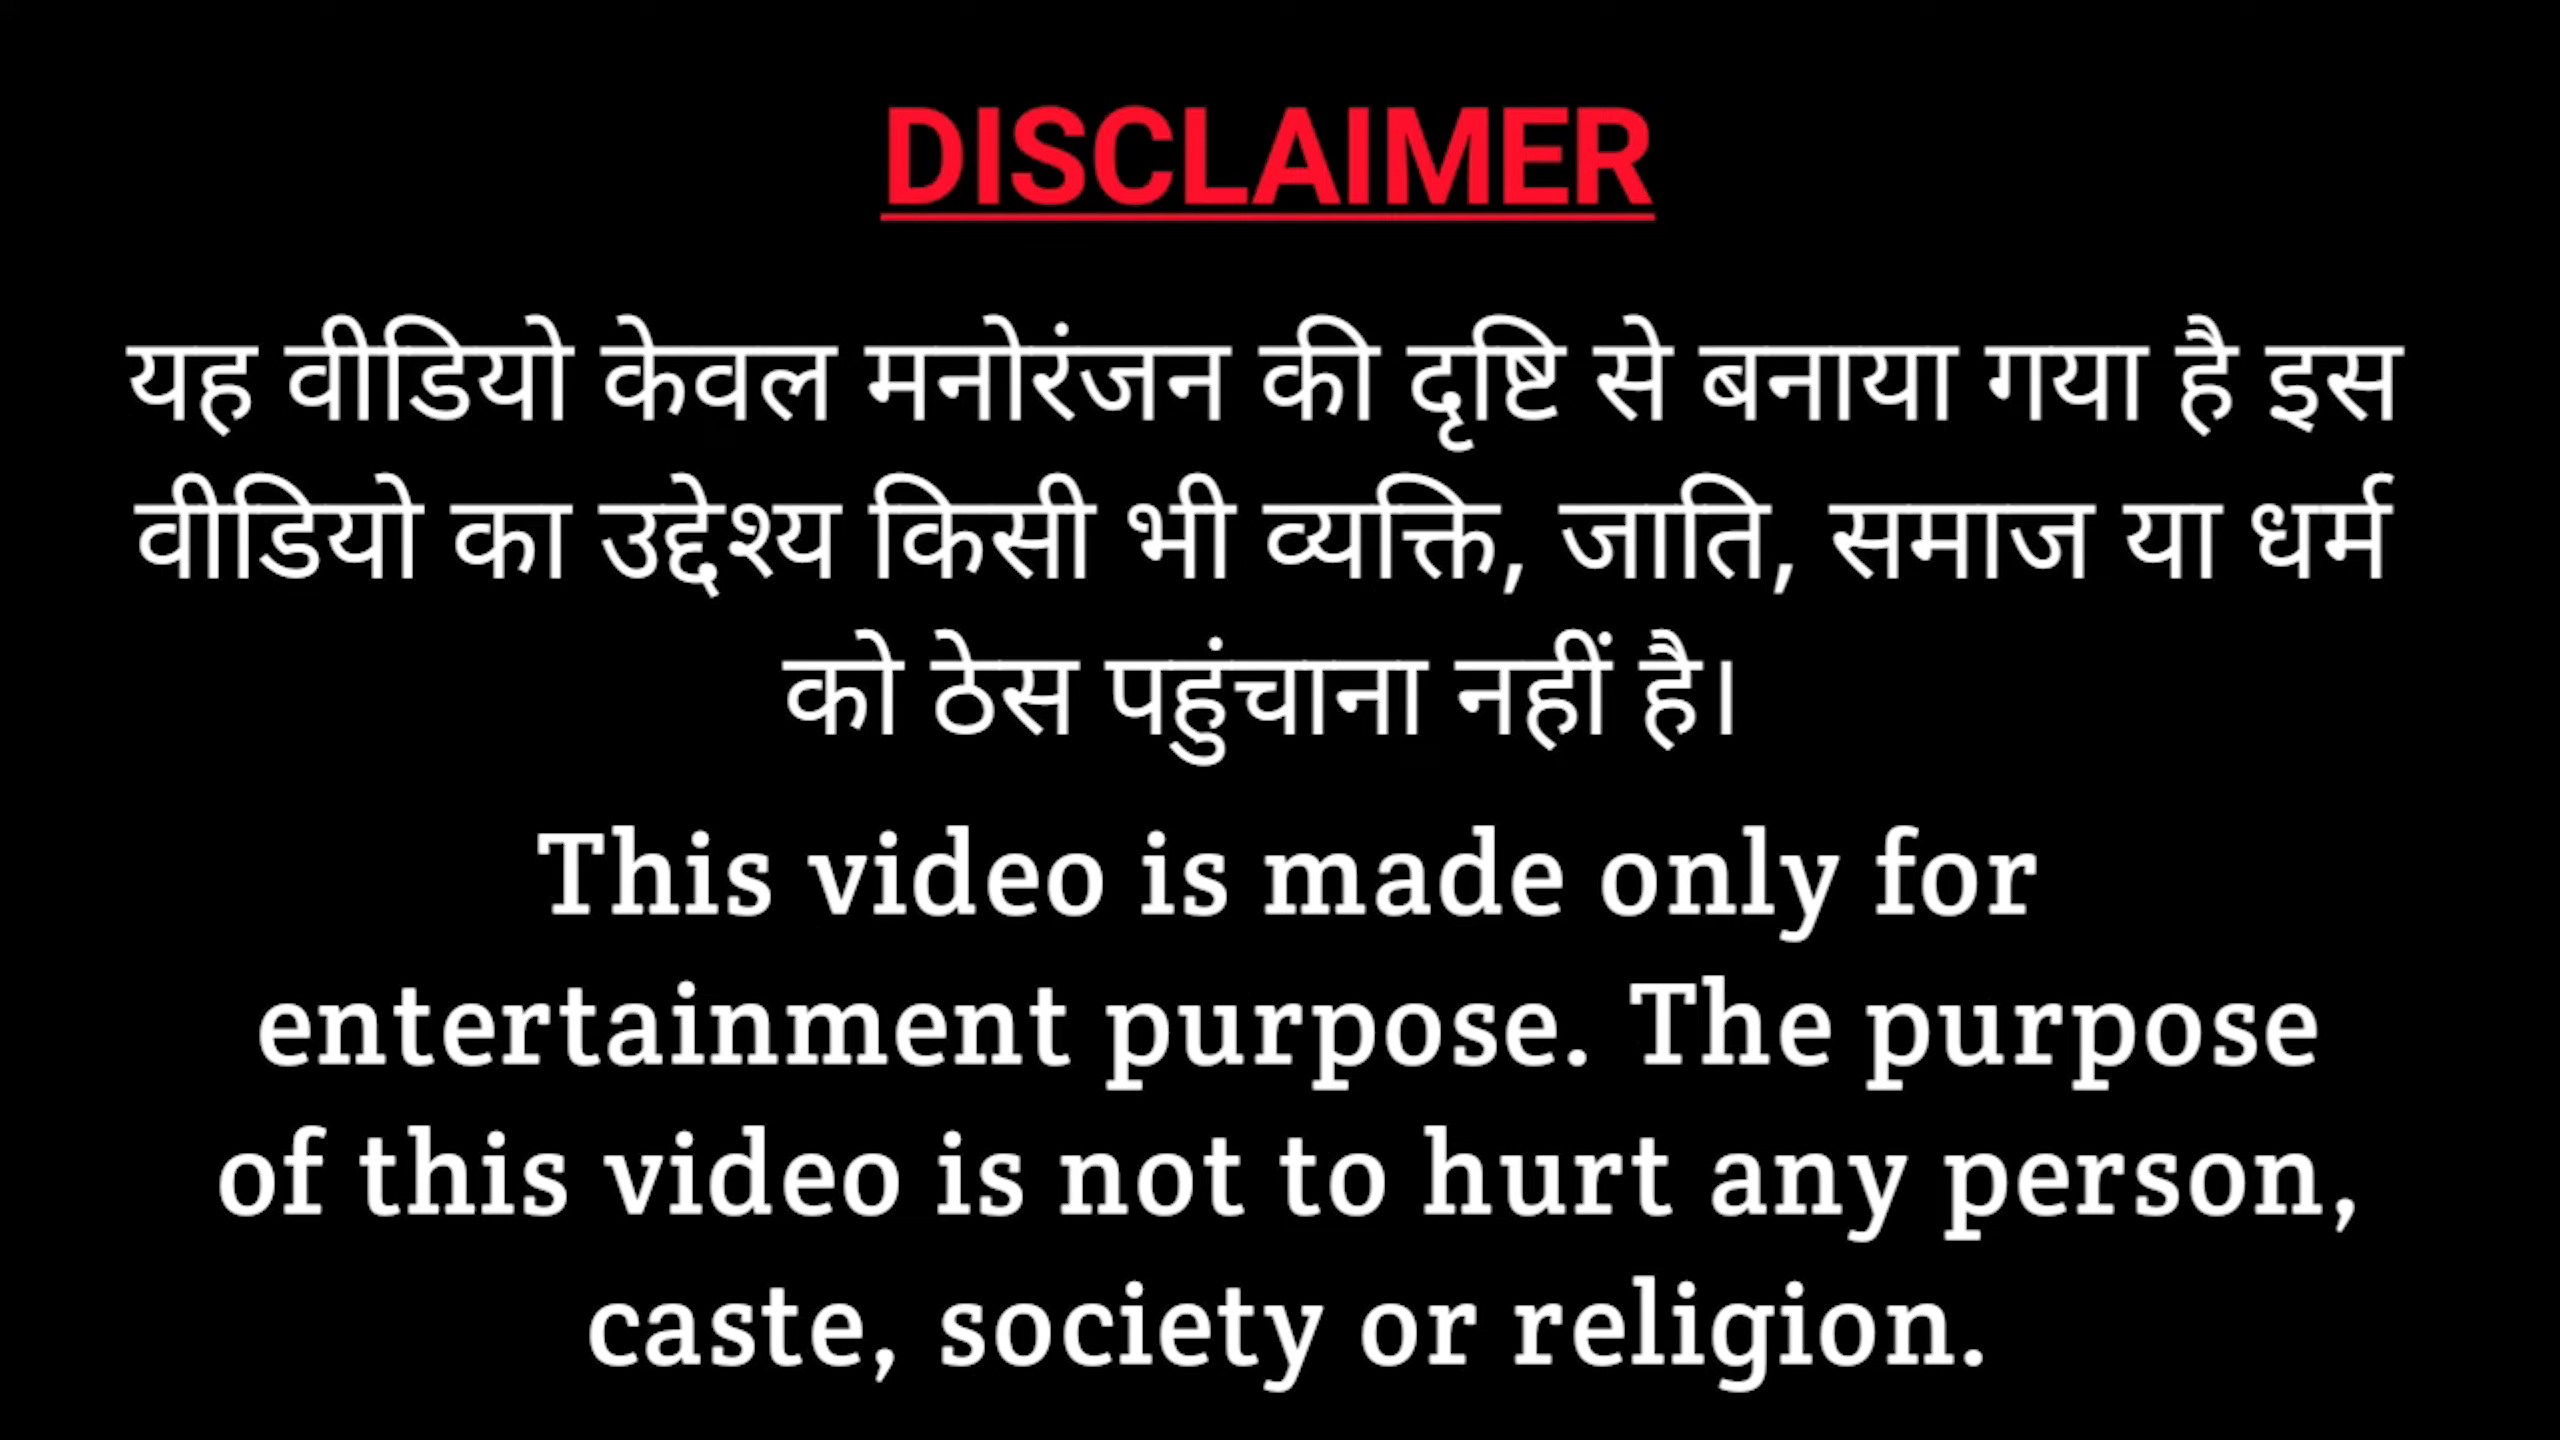 DISCLAIMER
यह वीडियो केवल मनोरंजन की दृष्टि से बनाया गया है इस
वीडियो का उद्देश्य किसी भी व्यक्ति, जाति, समाज या धर्म
को ठेस पहुंचाना नहीं है।
This video is made only for
entertainment purpose. The purpose
of this video is not to hurt any person,
caste, society or religion.